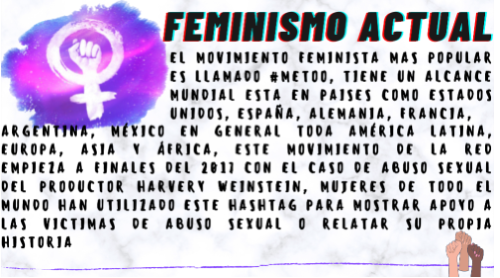 FEMINISMO ACTUAL
EL MOVIMIENTO FEMINISTA MAS POPULAR
ES LLAMADO #METOO, TIENE UN ALCANCE
MUNDIAL ESTA EN PAISES COMO ESTADOS
UNIDOS, ESPAÑA, ALEMANIA, FRANCIA,
ARGENTINA, MÉXICO EN GENERAL TODA AMÉRICA LATINA,
EUROPA, ASIA Y ÁFRICA, ESTE MOVIMIENTO DE LA RED
EMPIEZA A FINALES DEL 2017 CON EL CASO DE ABUSO SEXUAL
DEL PRODUCTOR HARVERY WEINSTEIN, MUJERES DE TODO EL
MUNDO HAN UTILIZADO ESTE HASHTAG PARA MOSTRAR APOYO A
LAS VICTIMAS DE ABUSO SEXUAL O RELATAR SU PROPIA
HISTORIA